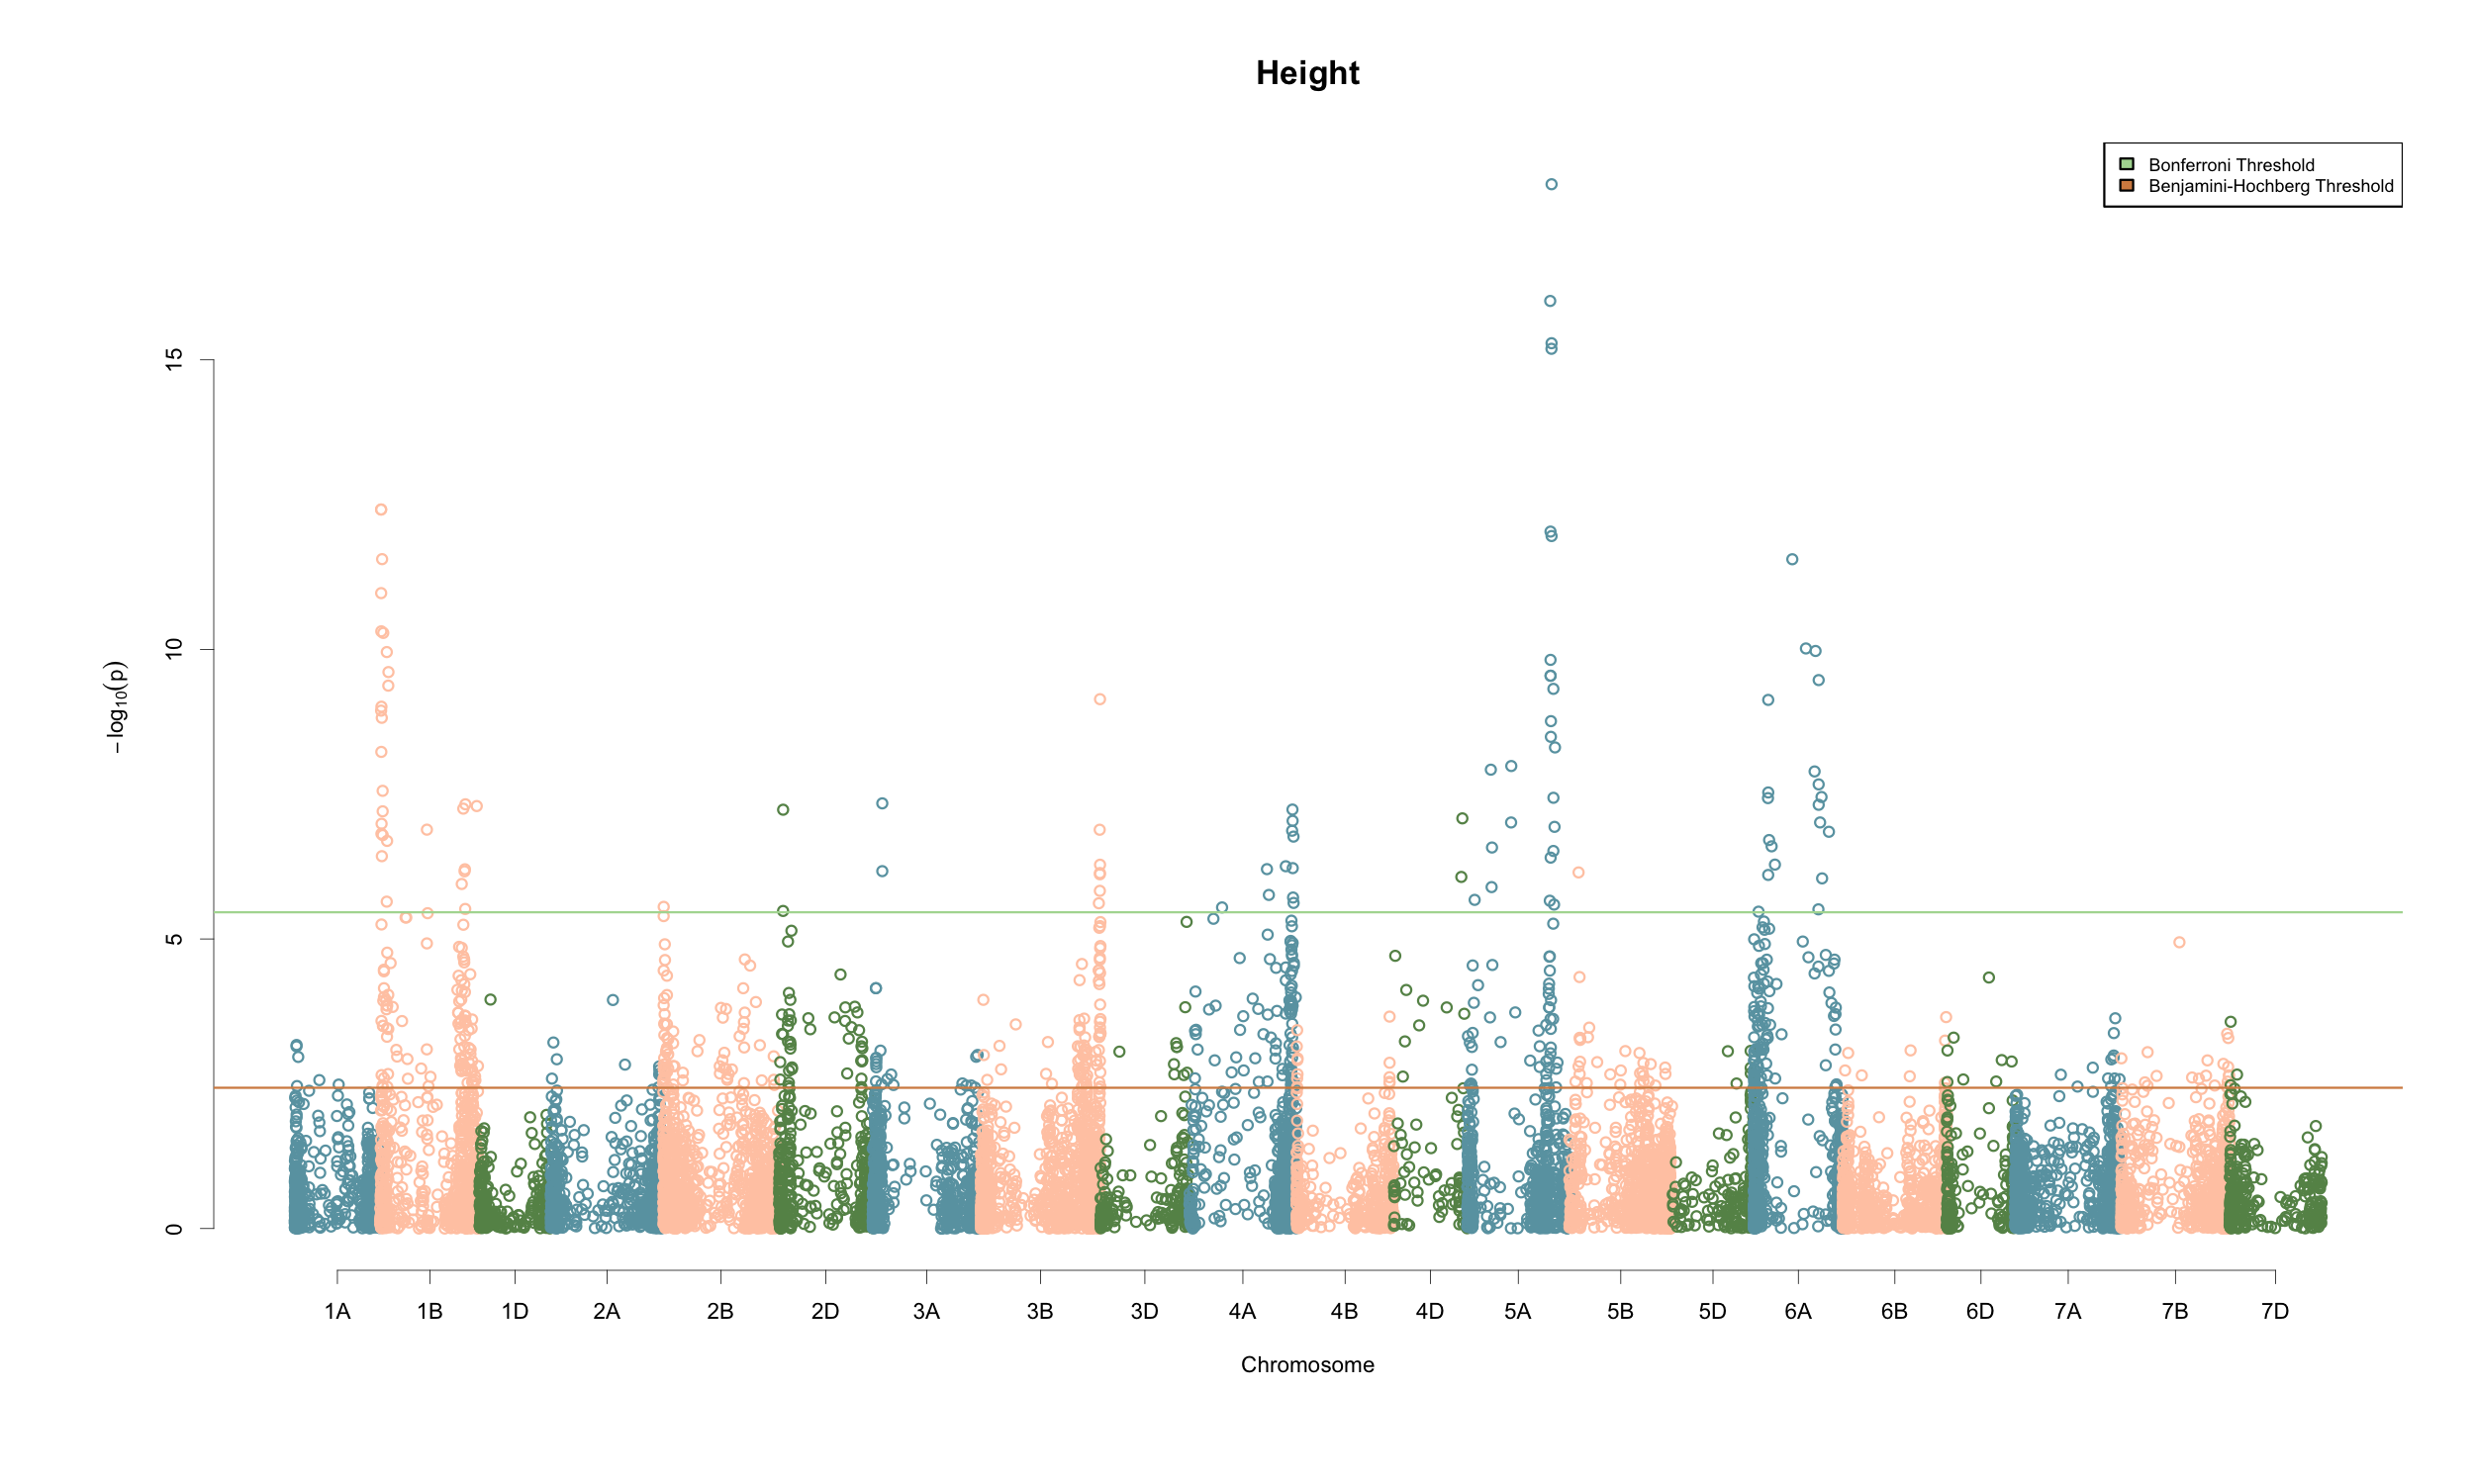 Height
Bonferroni Threshold
Benjamini-Hochberg Threshold
15
10
5
0
−log₁₀(p)
1A 1B 1D 2A 2B 2D 3A 3B 3D 4A 4B 4D 5A 5B 5D 6A 6B 6D 7A 7B 7D
Chromosome